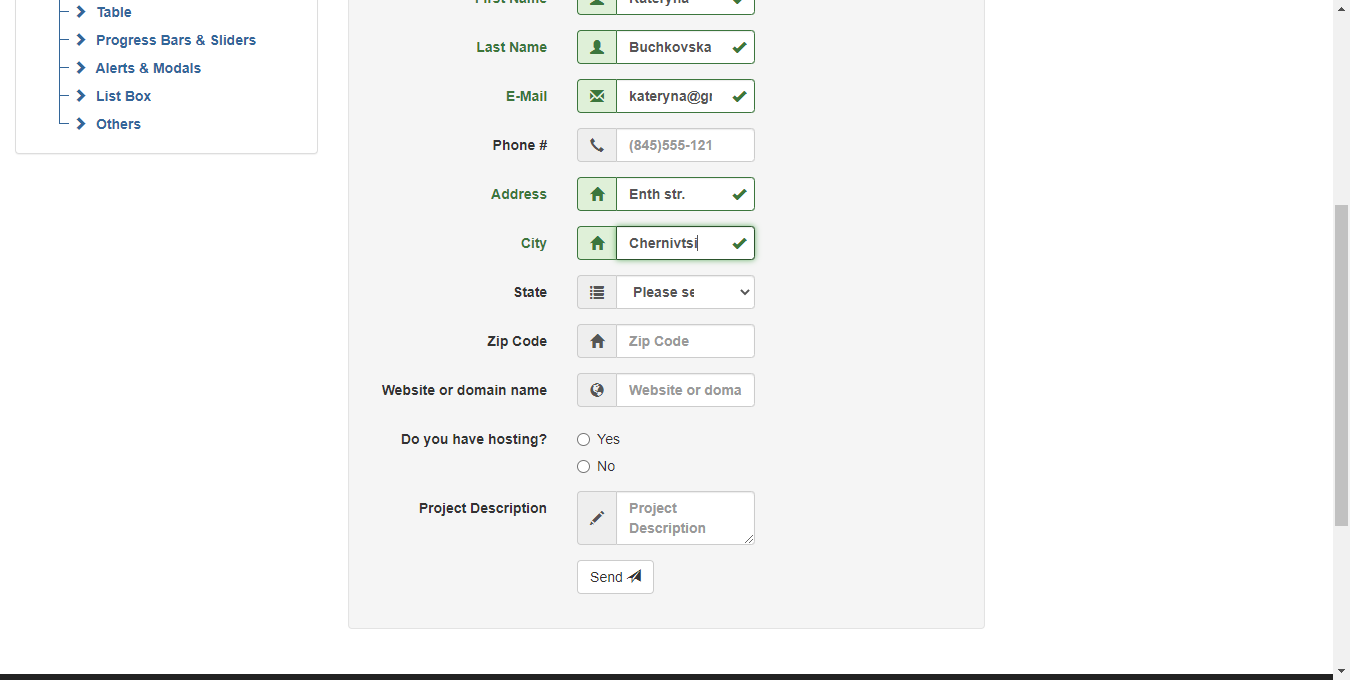 Table
Progress Bars & Sliders
Alerts & Modals
List Box
Others
First Name
Kateryna
Last Name
Buchkovska
E-Mail
kateryna@gr
Phone #
(845)555-121
Address
Enth str.
City
Chernivtsi
State
Please se
Zip Code
Zip Code
Website or domain name
Website or doma
Do you have hosting?
Yes
No
Project Description
Project
Description
Send